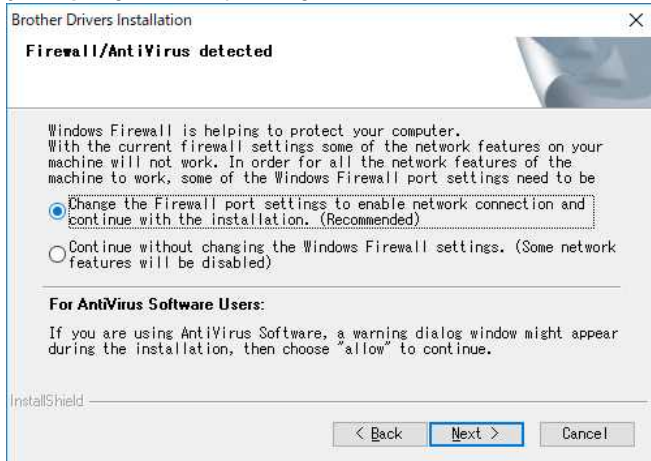 Brother Drivers Installation
Firewall/AntiVirus detected
Windows Firewall is helping to protect your computer.
With the current firewall settings some of the network features on your
machine will not work. In order for all the network features of the
machine to work, some of the Windows Firewall port settings need to be
Change the Firewall port settings to enable network connection and
continue with the installation. (Recommended)
Continue without changing the Windows Firewall settings. (Some network
features will be disabled)
For AntiVirus Software Users:
If you are using AntiVirus Software, a warning dialog window might appear
during the installation, then choose "allow" to continue.
InstallShield
< Back
Next >
Cancel